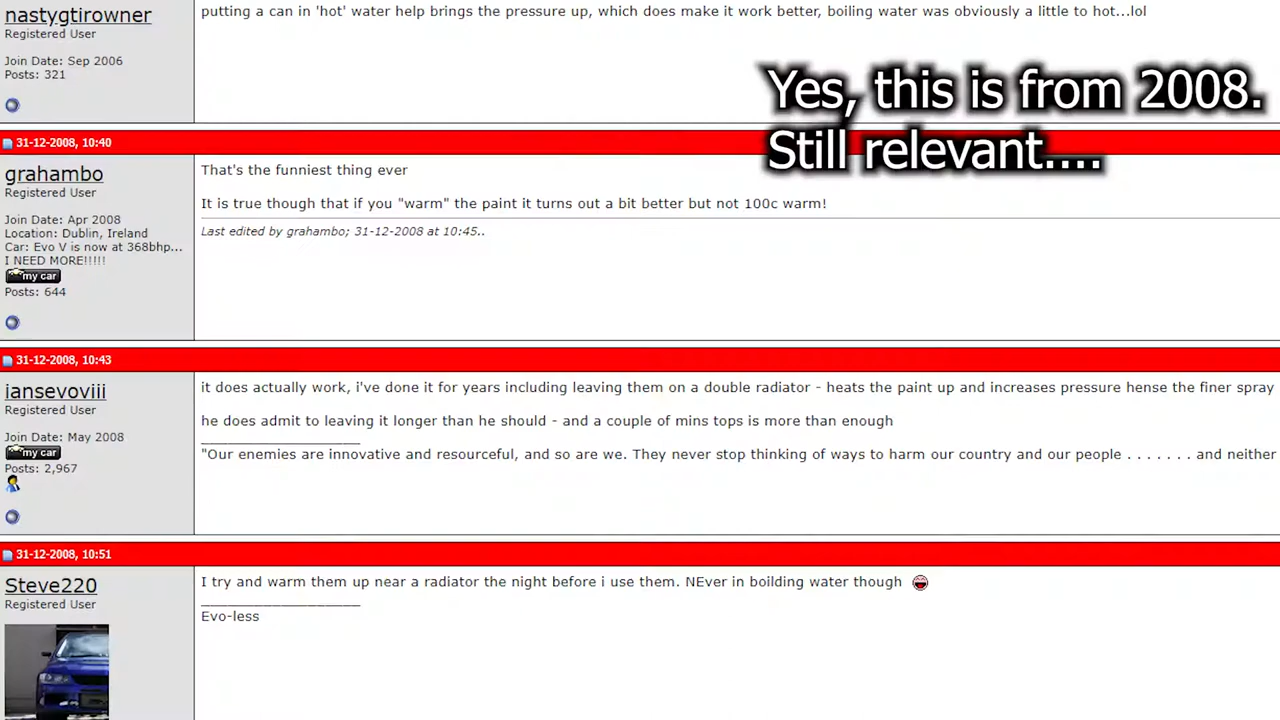 nastygtirowner
Registered User
Join Date: Sep 2006
Posts: 321
putting a can in 'hot' water help brings the pressure up, which does make it work better, boiling water was obviously a little to hot...lol
Yes, this is from 2008.
Still relevant....
31-12-2008, 10:40
grahambo
Registered User
Join Date: Apr 2008
Location: Dublin, Ireland
Car: Evo V is now at 368bhp...
I NEED MORE!!!!!
my car
Posts: 644
That's the funniest thing ever
It is true though that if you "warm" the paint it turns out a bit better but not 100c warm!
Last edited by grahambo; 31-12-2008 at 10:45..
31-12-2008, 10:43
iansevoviii
Registered User
Join Date: May 2008
my car
Posts: 2,967
it does actually work, i've done it for years including leaving them on a double radiator - heats the paint up and increases pressure hense the finer spray
he does admit to leaving it longer than he should - and a couple of mins tops is more than enough
"Our enemies are innovative and resourceful, and so are we. They never stop thinking of ways to harm our country and our people . . . . . . . and neither
31-12-2008, 10:51
Steve220
Registered User
I try and warm them up near a radiator the night before i use them. NEver in boilding water though
Evo-less